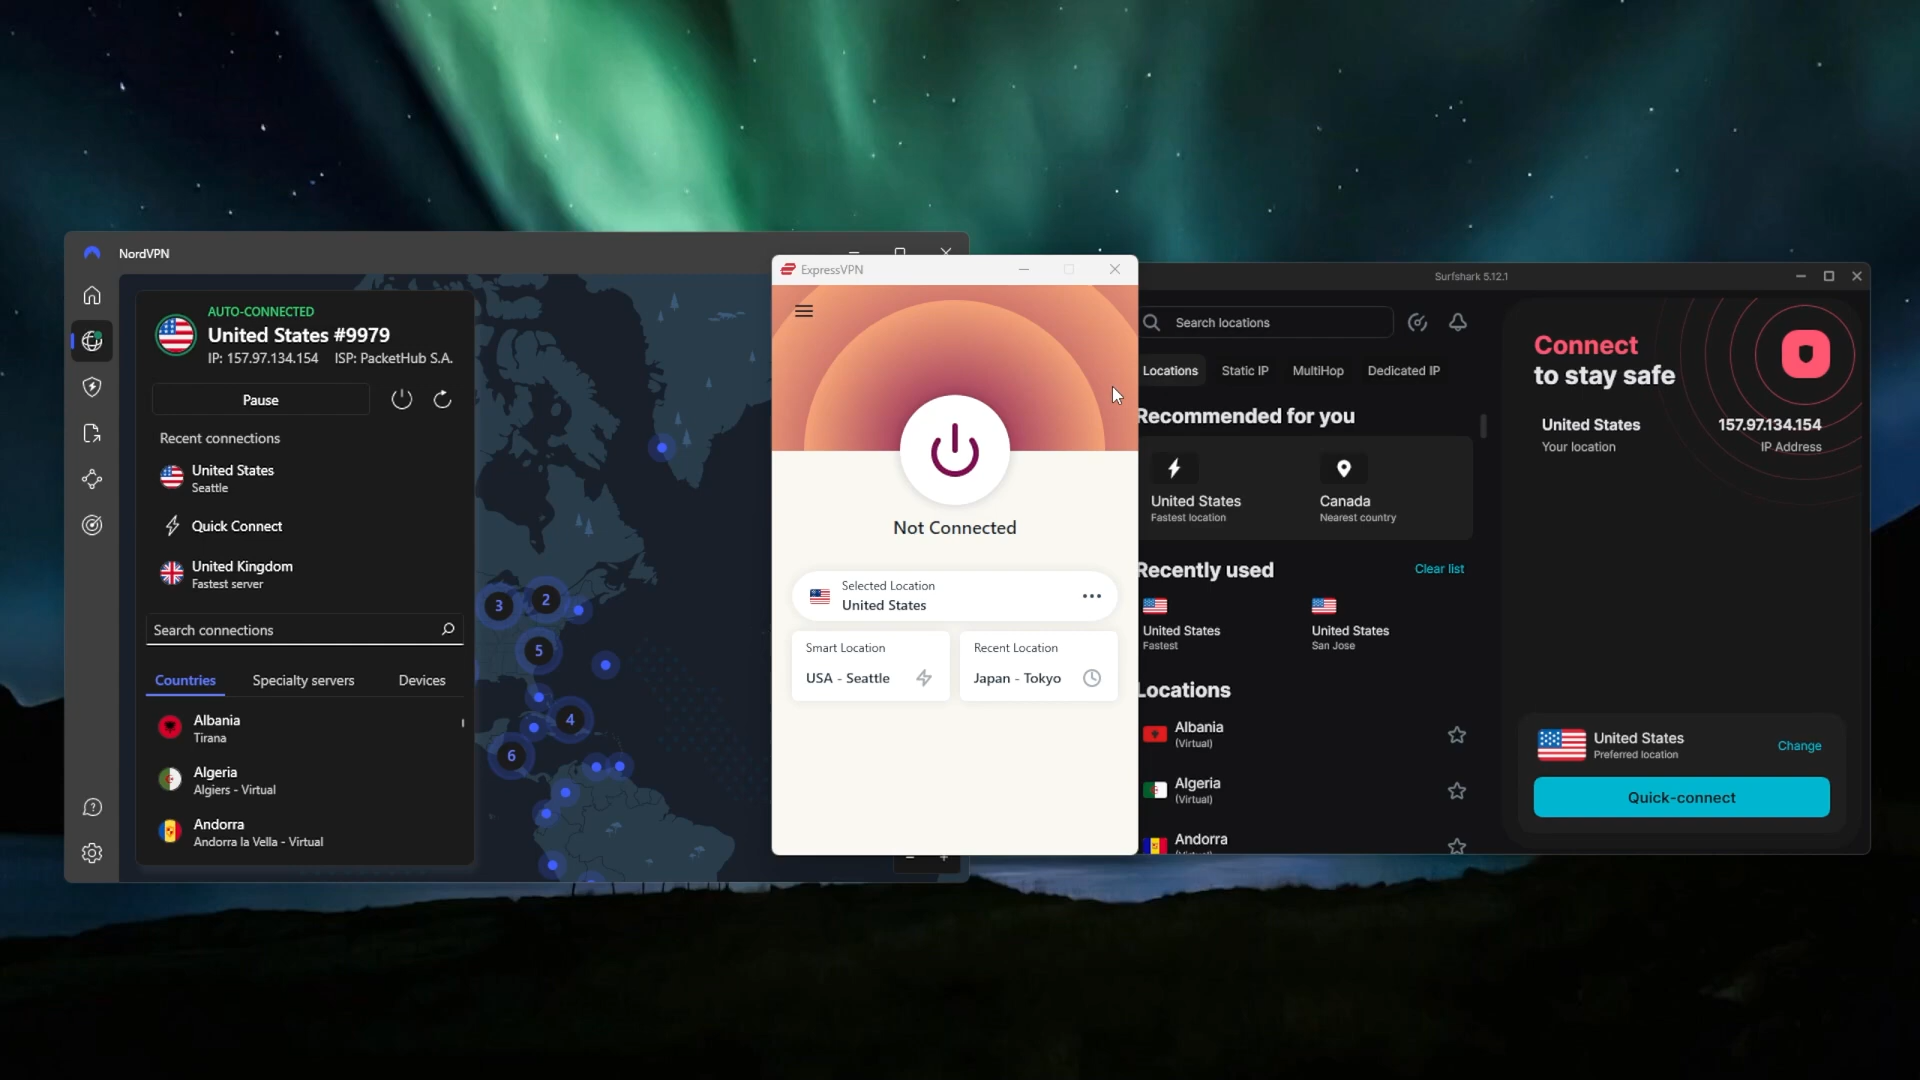 NordVPN
AUTO-CONNECTED
United States #9979
IP: 157.97.134.154 ISP: PacketHub S.A.
Pause
Recent connections
United States
Seattle
Quick Connect
United Kingdom
Fastest server
Search connections
Countries Specialty servers Devices
Albania
Tirana
Algeria
Algiers - Virtual
Andorra
Andorra la Vella - Virtual
3
2
5
4
6
ExpressVPN
Not Connected
Selected Location
United States
Smart Location
USA - Seattle
Recent Location
Japan - Tokyo
Surfshark 5.12.1
Search locations
Locations Static IP MultiHop Dedicated IP
Recommended for you
United States
Fastest location
Canada
Nearest country
Recently used Clear list
United States
Fastest
United States
San Jose
Locations
Albania
(Virtual)
Algeria
(Virtual)
Andorra
Connect
to stay safe
United States 157.97.134.154
Your location IP Address
United States
Preferred location
Change
Quick-connect